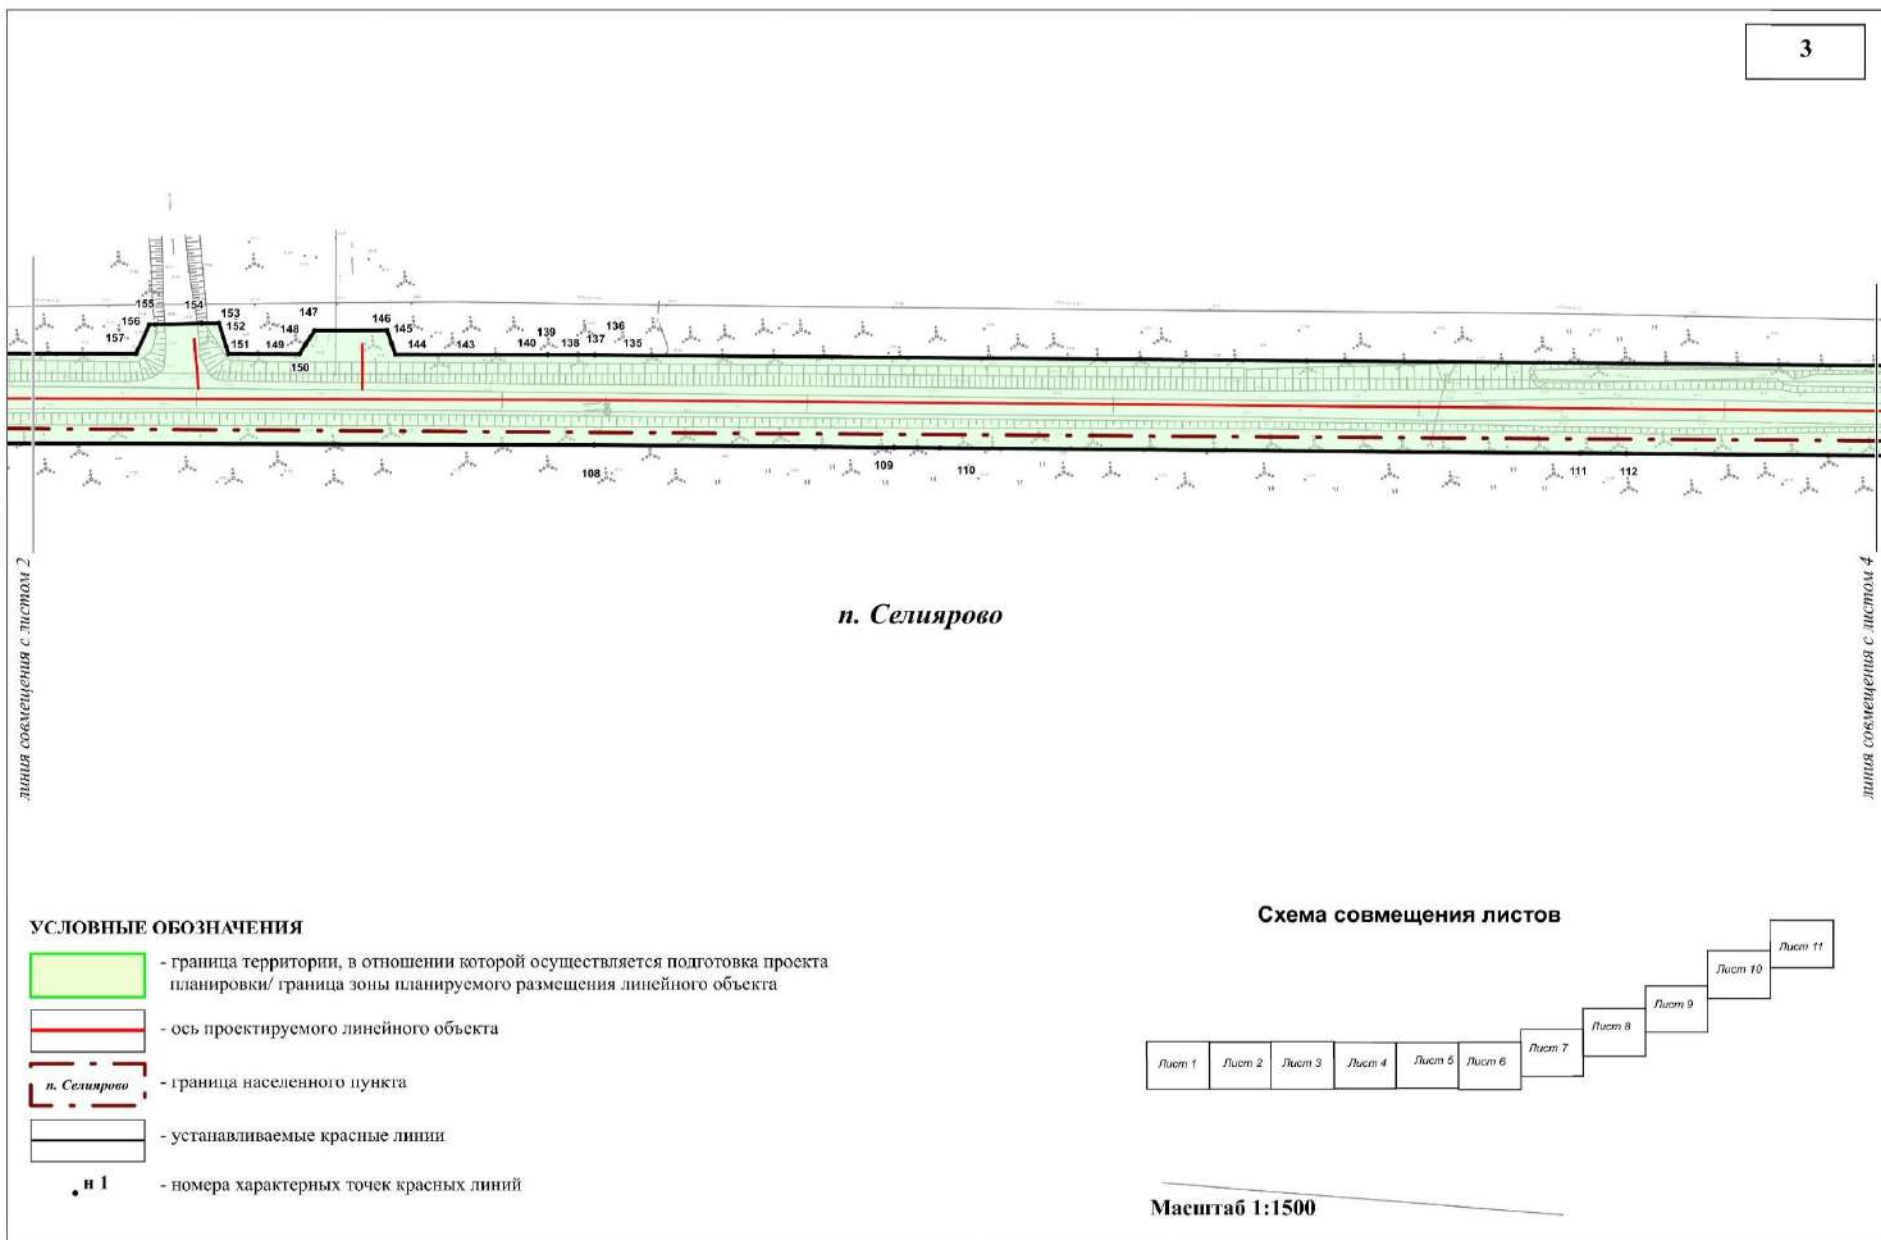 3
155
154
153
147
146
156
152
148
145
139
136
157
151
149
144
143
140
138
137
135
150
108
109
110
111
112
линия совмещения с листом 2
линия совмещения с листом 4
п. Селиярово
УСЛОВНЫЕ ОБОЗНАЧЕНИЯ
- граница территории, в отношении которой осуществляется подготовка проекта
планировки/ граница зоны планируемого размещения линейного объекта
- ось проектируемого линейного объекта
п. Селиярово
- граница населенного пункта
- устанавливаемые красные линии
н 1
- номера характерных точек красных линий
Схема совмещения листов
Лист 1
Лист 2
Лист 3
Лист 4
Лист 5
Лист 6
Лист 7
Лист 8
Лист 9
Лист 10
Лист 11
Масштаб 1:1500